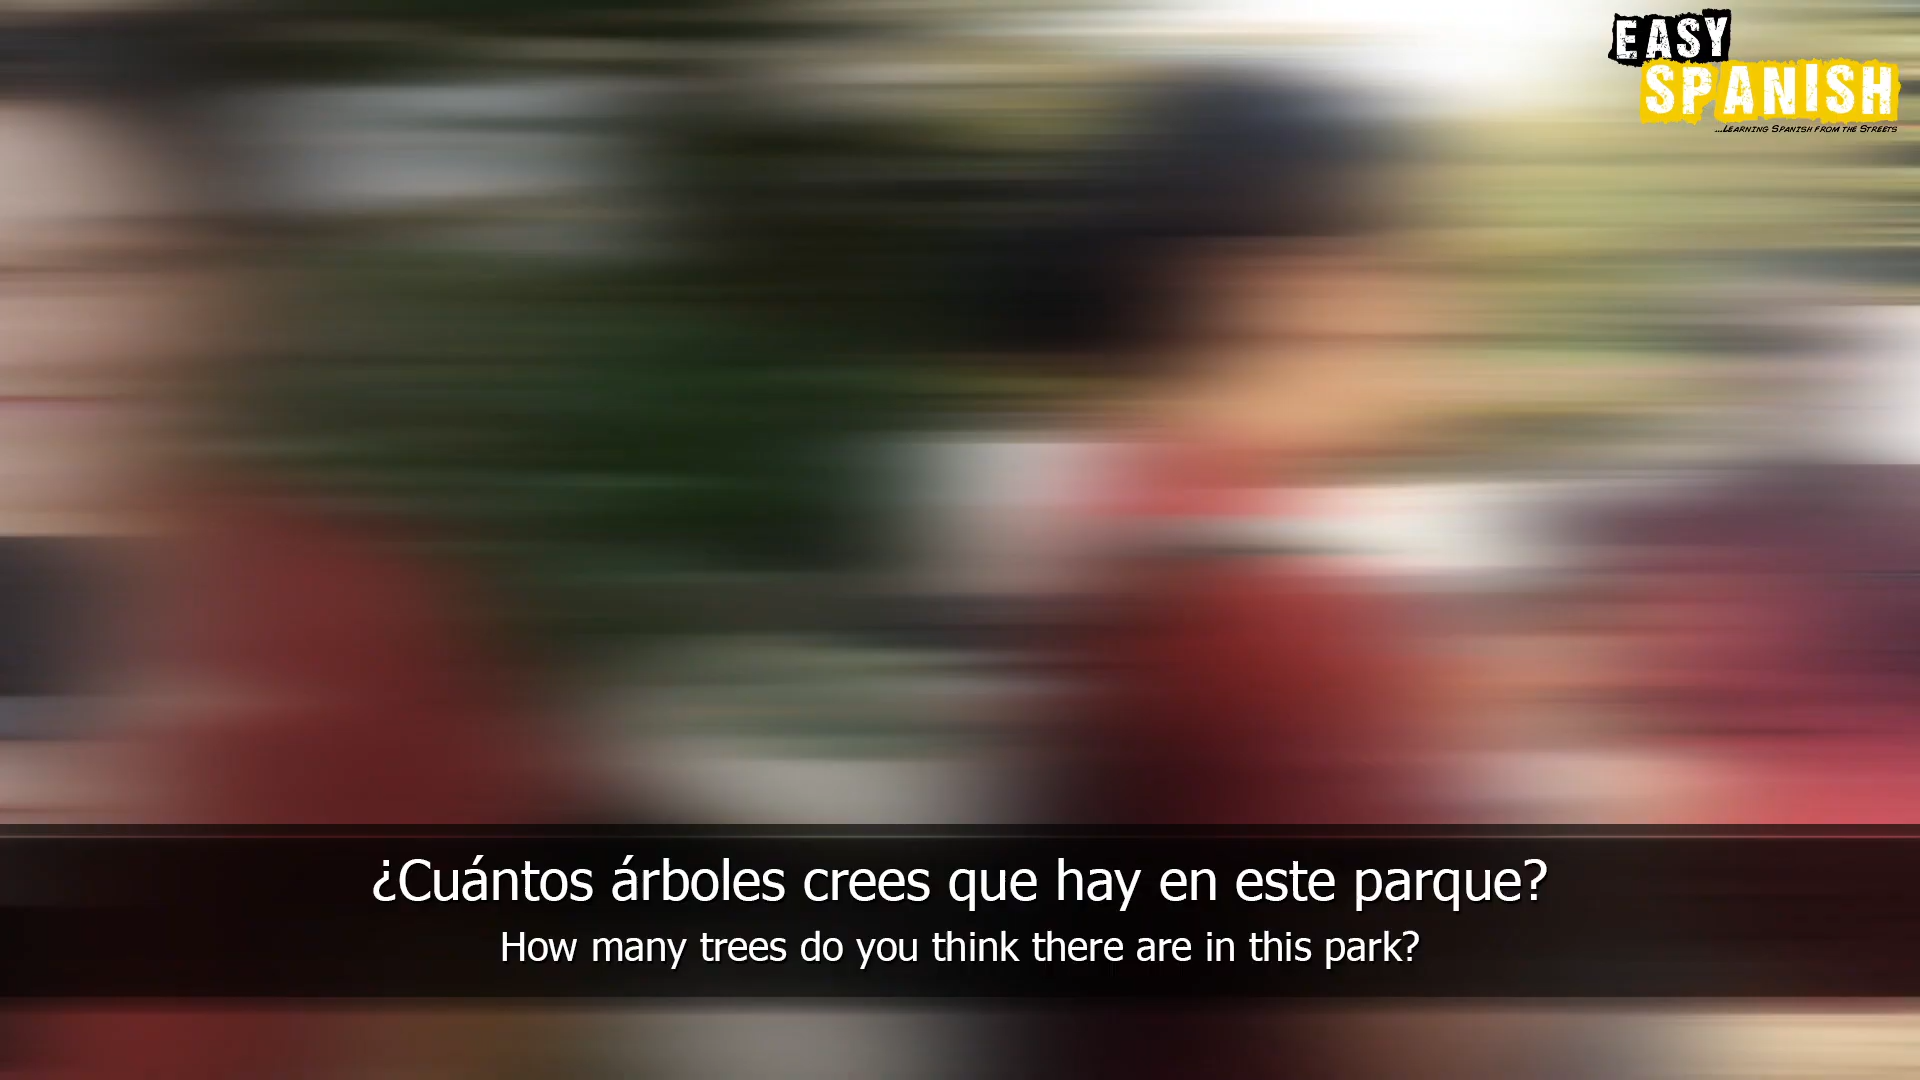 EASY
SPANISH
...LEARNING SPANISH FROM THE STREETS
¿Cuántos árboles crees que hay en este parque?
How many trees do you think there are in this park?